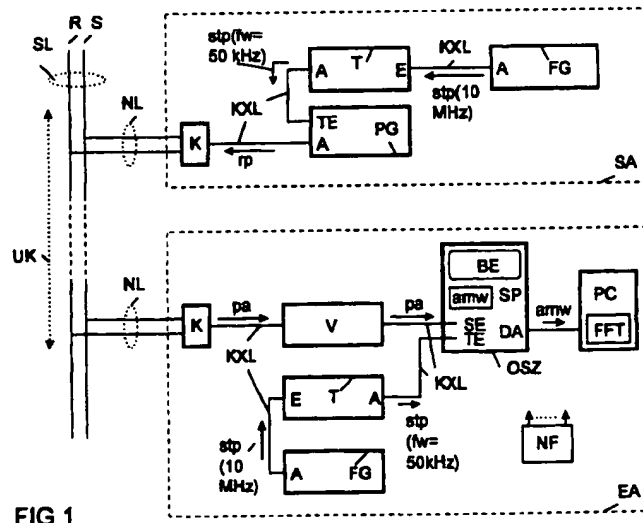 R S
SL
NL
UK
K
stp(fw=
50 kHz)
A T E
KXL
stp(10
MHz)
A FG
KXL
TE
A PG
rp
SA
NL
K
pa
KXL
V
pa
KXL
BE
amw SP
SE
TE DA
OSZ
amw
PC
FFT
E T A
stp
(10
MHz)
stp
(fw=
50kHz)
A FG
NF
EA
FIG 1